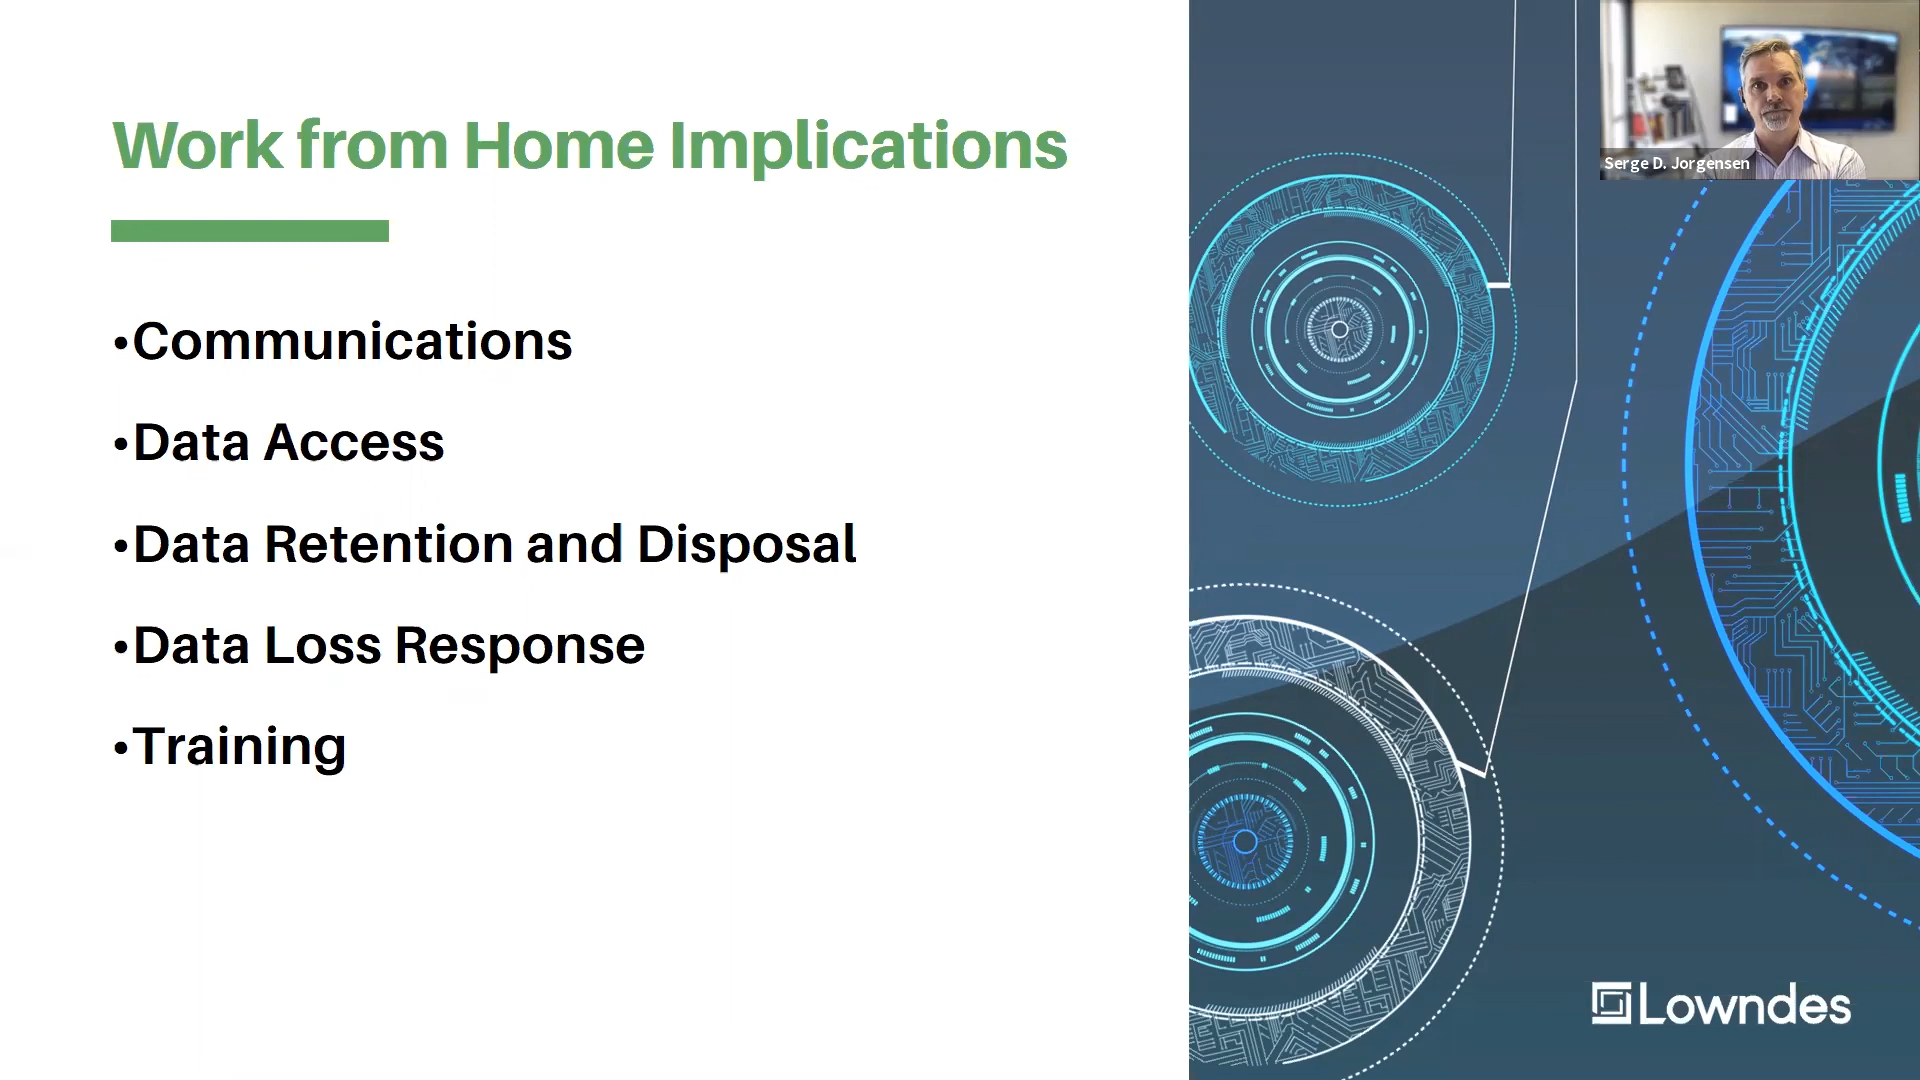 Work from Home Implications
•Communications
•Data Access
•Data Retention and Disposal
•Data Loss Response
•Training
Serge D. Jorgensen
Lowndes